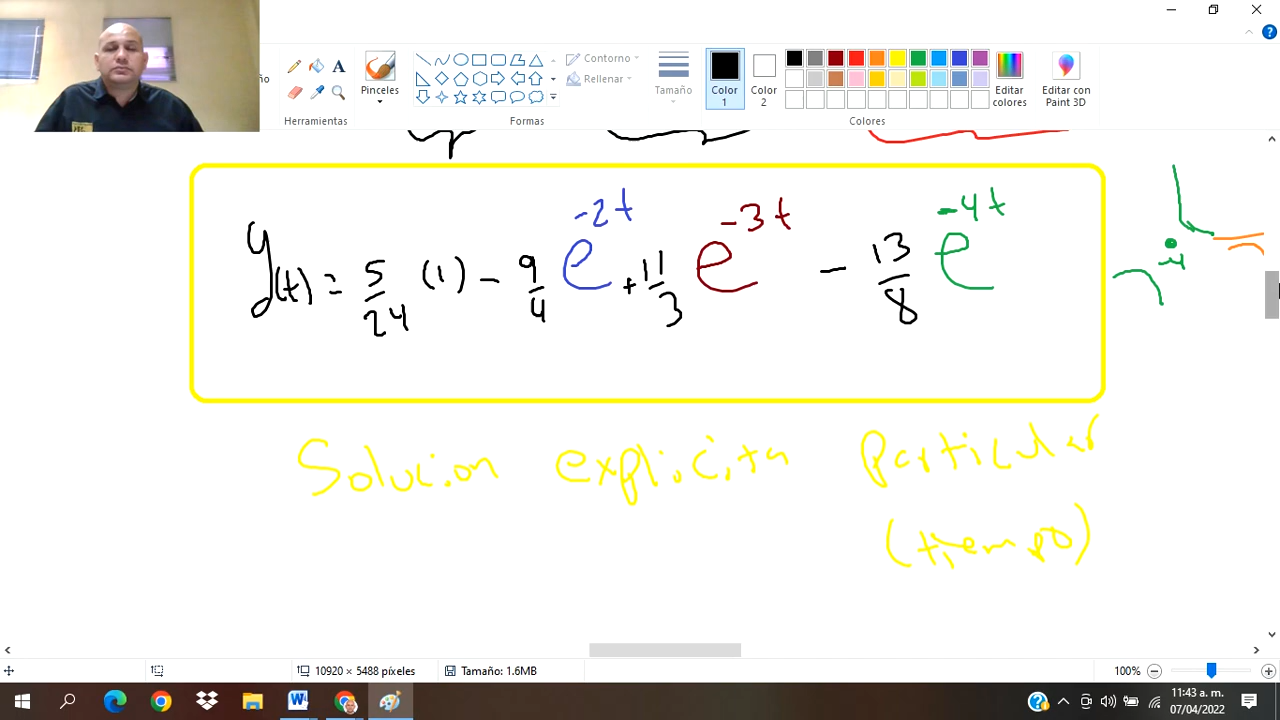 Contorno
Rellenar
Pinceles
Tamaño
Color 1
Color 2
Editar colores
Editar con Paint 3D
Herramientas
Formas
Colores
y(t) = 5/24 (1) - 9/4 e^-2t + 11/3 e^-3t - 13/8 e^-4t
-4
Solucion explicita Particular
(tiempo)
10920 × 5488 píxeles
Tamaño: 1.6MB
100%
11:43 a. m.
07/04/2022